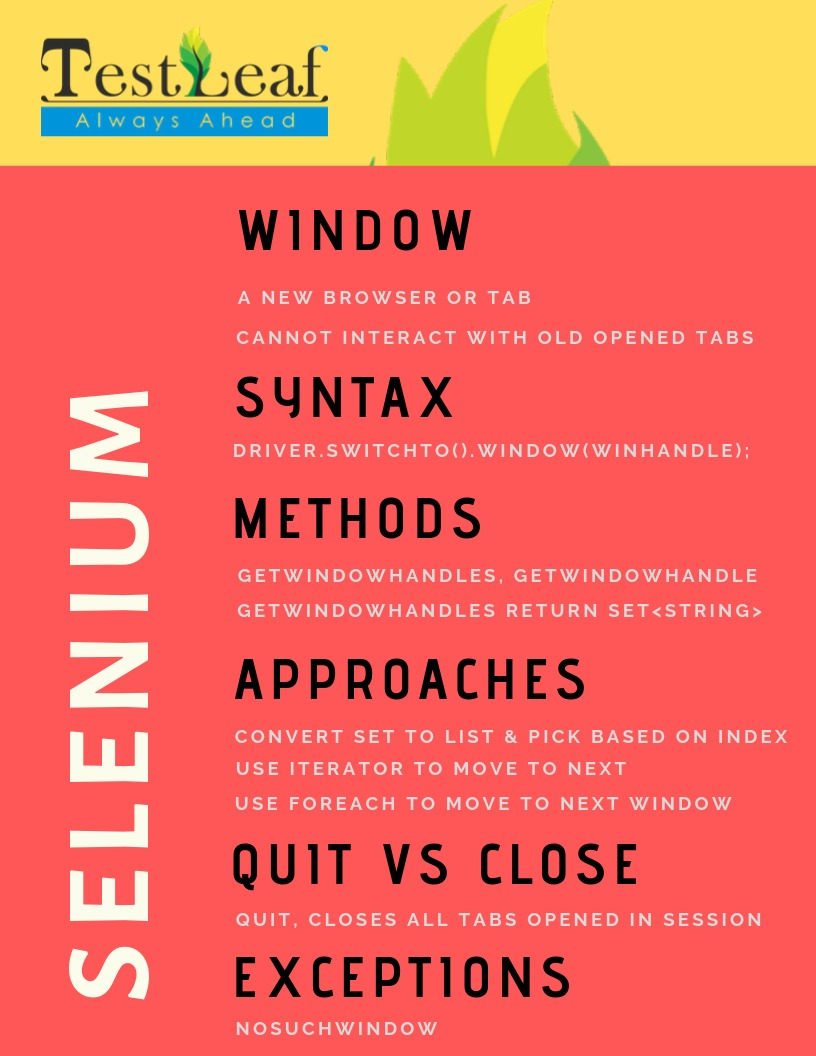 TestLeaf
Always Ahead
SELENIUM
WINDOW
A NEW BROWSER OR TAB
CANNOT INTERACT WITH OLD OPENED TABS
SYNTAX
DRIVER.SWITCHTO().WINDOW(WINHANDLE);
METHODS
GETWINDOWHANDLES, GETWINDOWHANDLE
GETWINDOWHANDLES RETURN SET<STRING>
APPROACHES
CONVERT SET TO LIST & PICK BASED ON INDEX
USE ITERATOR TO MOVE TO NEXT
USE FOREACH TO MOVE TO NEXT WINDOW
QUIT VS CLOSE
QUIT, CLOSES ALL TABS OPENED IN SESSION
EXCEPTIONS
NOSUCHWINDOW